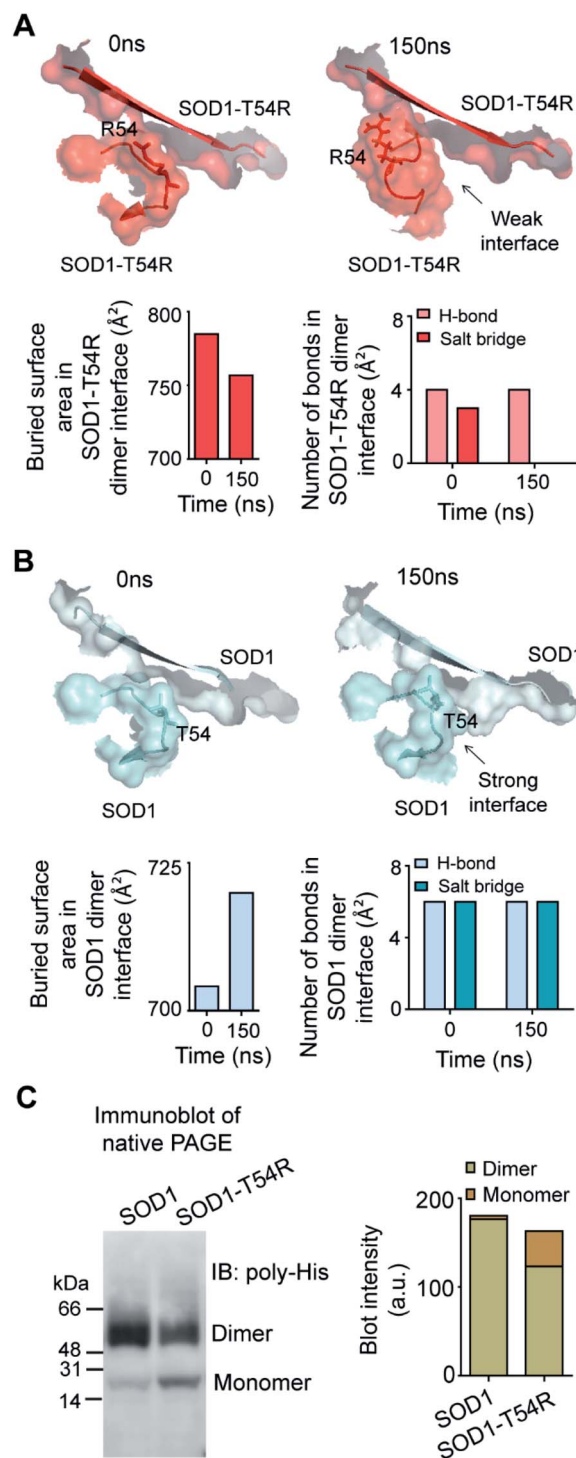 A
0ns
150ns
SOD1-T54R
SOD1-T54R
R54
R54
Weak
interface
SOD1-T54R
SOD1-T54R
Buried surface
area in
SOD1-T54R
dimer interface (Å²)
800
750
700
0
150
Time (ns)
Number of bonds in
SOD1-T54R dimer
interface (Å²)
H-bond
Salt bridge
8
4
0
0
150
Time (ns)
B
0ns
150ns
SOD1
SOD1
T54
T54
Strong
interface
SOD1
SOD1
Buried surface
area in
SOD1 dimer
interface (Å²)
725
700
0
150
Time (ns)
Number of bonds in
SOD1 dimer
interface (Å²)
H-bond
Salt bridge
8
4
0
0
150
Time (ns)
C
Immunoblot of
native PAGE
SOD1
SOD1-T54R
kDa
IB: poly-His
66
Dimer
48
31
Monomer
14
Dimer
Monomer
Blot intensity
(a.u.)
200
100
0
SOD1
SOD1-T54R